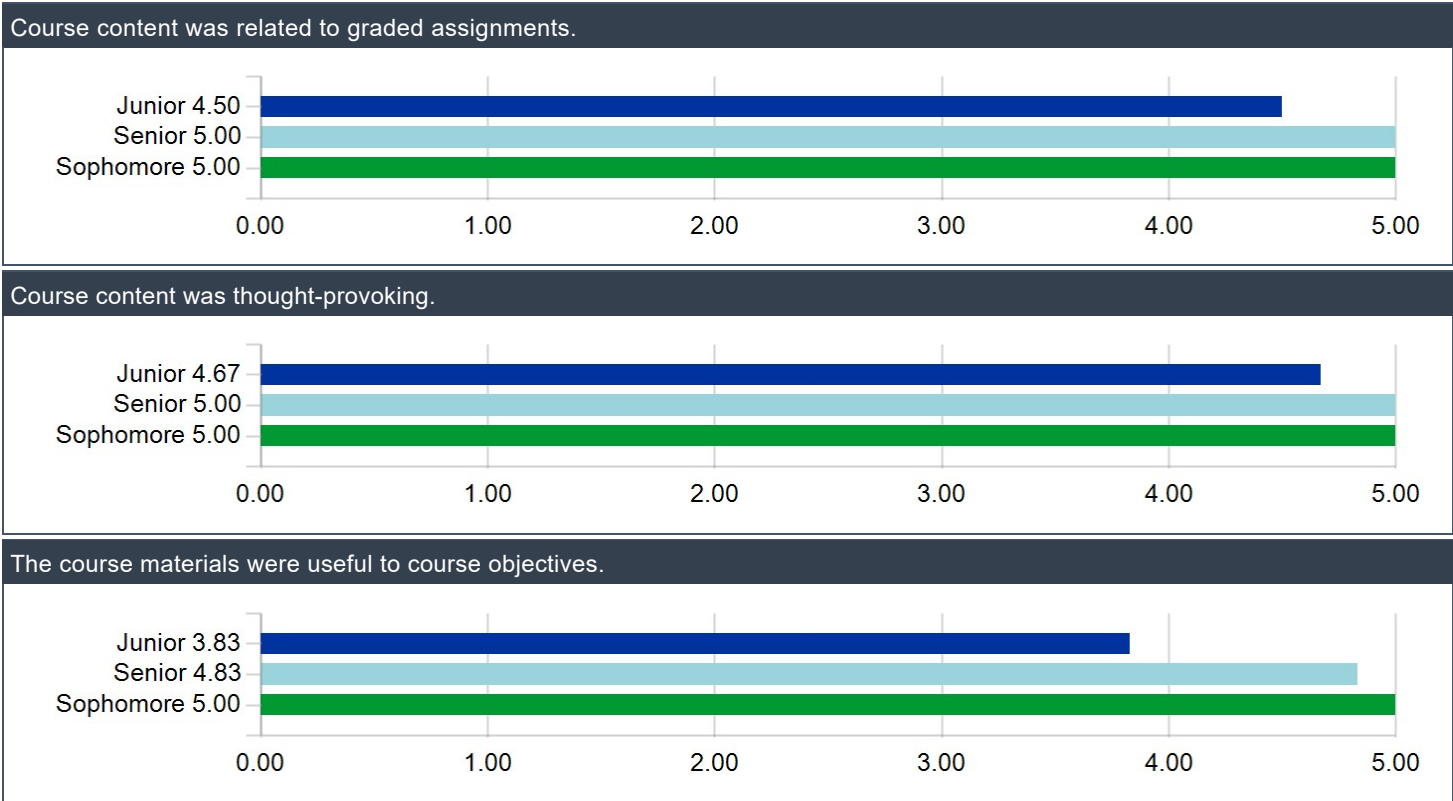 Course content was related to graded assignments.
Junior 4.50
Senior 5.00
Sophomore 5.00
0.00 1.00 2.00 3.00 4.00 5.00
Course content was thought-provoking.
Junior 4.67
Senior 5.00
Sophomore 5.00
0.00 1.00 2.00 3.00 4.00 5.00
The course materials were useful to course objectives.
Junior 3.83
Senior 4.83
Sophomore 5.00
0.00 1.00 2.00 3.00 4.00 5.00